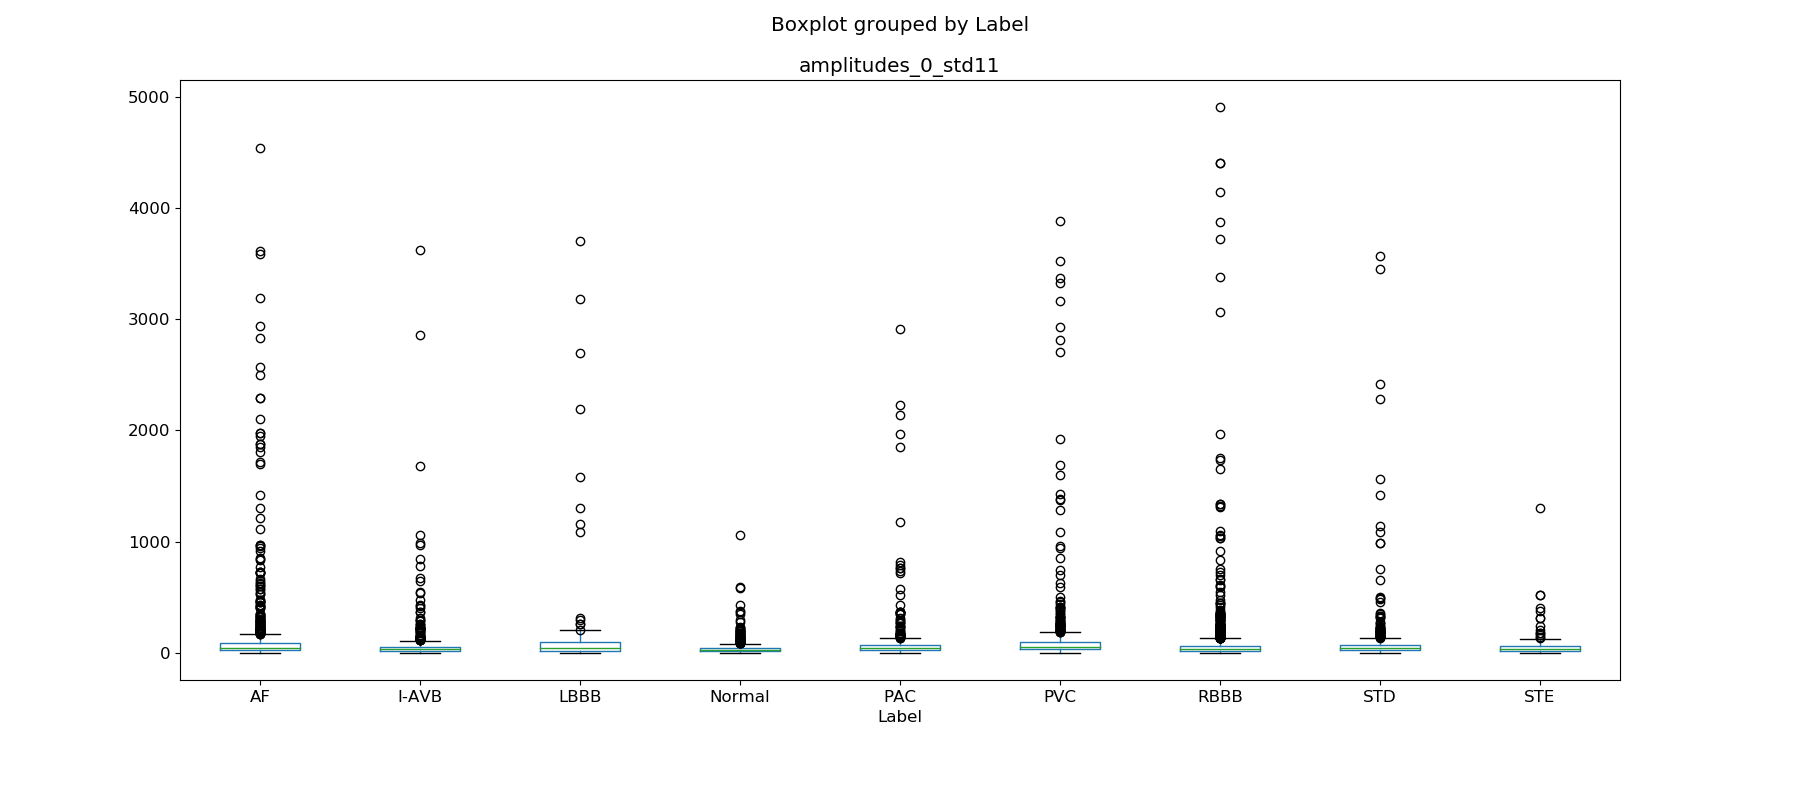 Boxplot grouped by Label
amplitudes_0_std11
5000
4000
3000
2000
1000
0
AF I-AVB LBBB Normal PAC PVC RBBB STD STE
Label